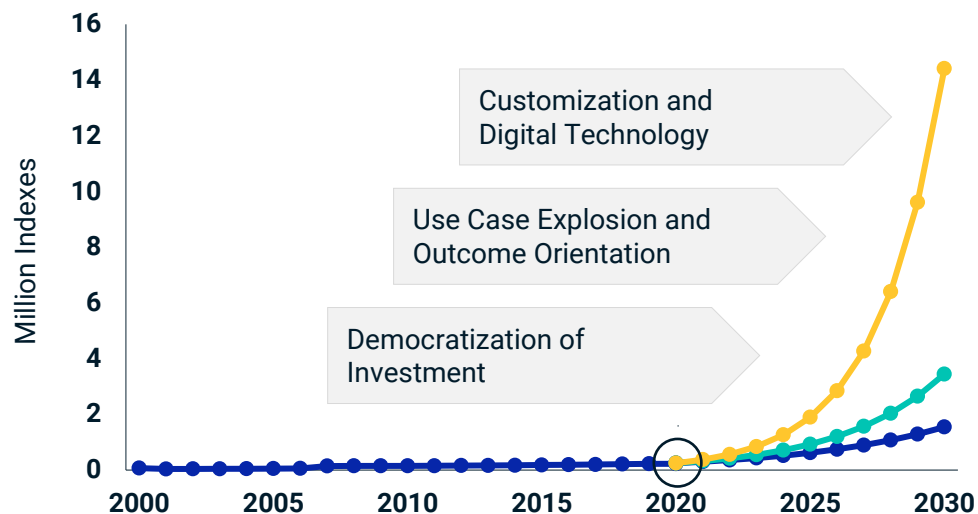 16
14
12
10
8
6
4
2
0
Million Indexes
Customization and
Digital Technology
Use Case Explosion and
Outcome Orientation
Democratization of
Investment
2000
2005
2010
2015
2020
2025
2030